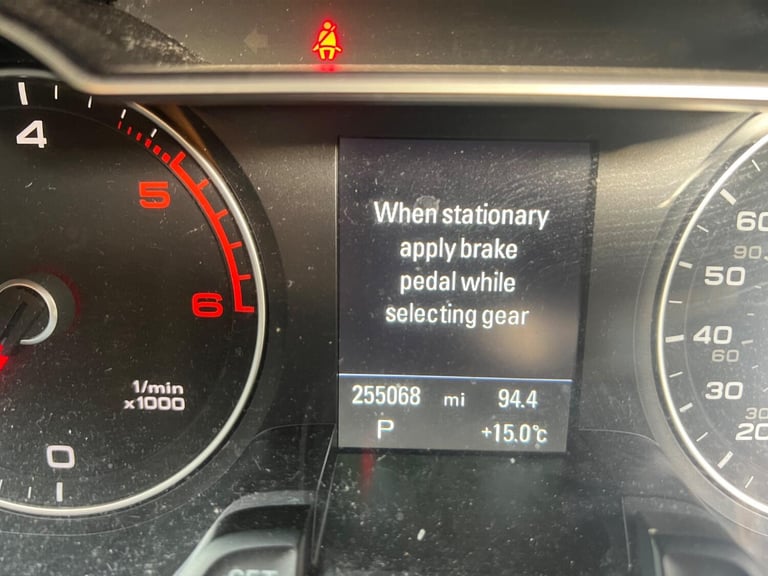 4
5
6
1/min
x1000
0
When stationary
apply brake
pedal while
selecting gear
255068 mi 94.4
P +15.0°c
60
90
50
40
60
30
30
20
SET